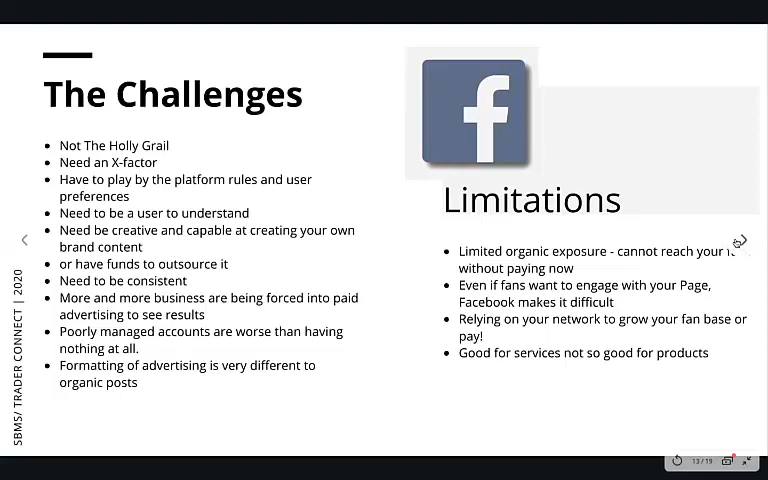 The Challenges
Not The Holly Grail
Need an X-factor
Have to play by the platform rules and user
preferences
Need to be a user to understand
Need be creative and capable at creating your own
brand content
or have funds to outsource it
Need to be consistent
More and more business are being forced into paid
advertising to see results
Poorly managed accounts are worse than having
nothing at all.
Formatting of advertising is very different to
organic posts
f
Limitations
Limited organic exposure - cannot reach your
without paying now
Even if fans want to engage with your Page,
Facebook makes it difficult
Relying on your network to grow your fan base or
pay!
Good for services not so good for products
SBMS/ TRADER CONNECT | 2020
13/19